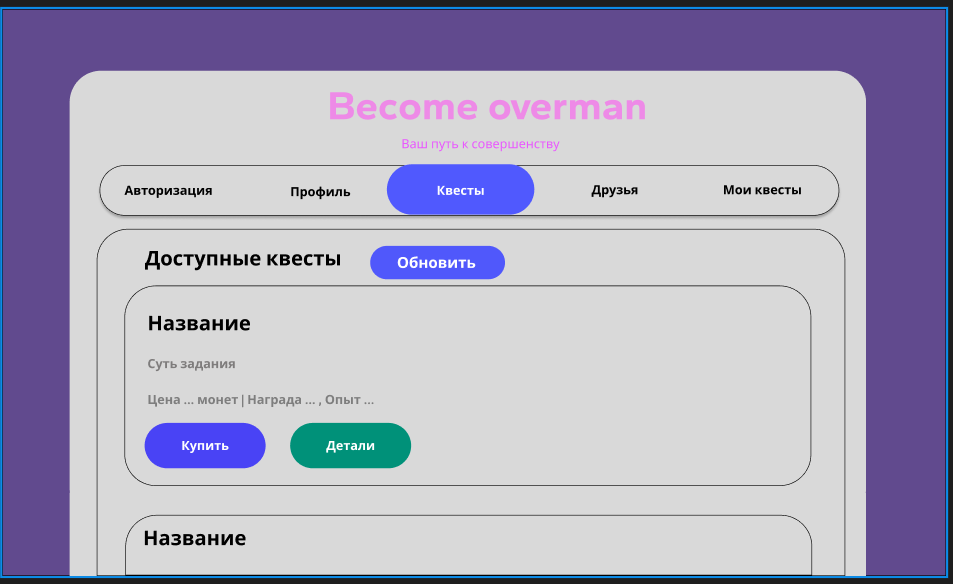 Become overman
Ваш путь к совершенству
Авторизация Профиль Квесты Друзья Мои квесты
Доступные квесты Обновить
Название
Суть задания
Цена ... монет | Награда ... , Опыт ...
Купить Детали
Название